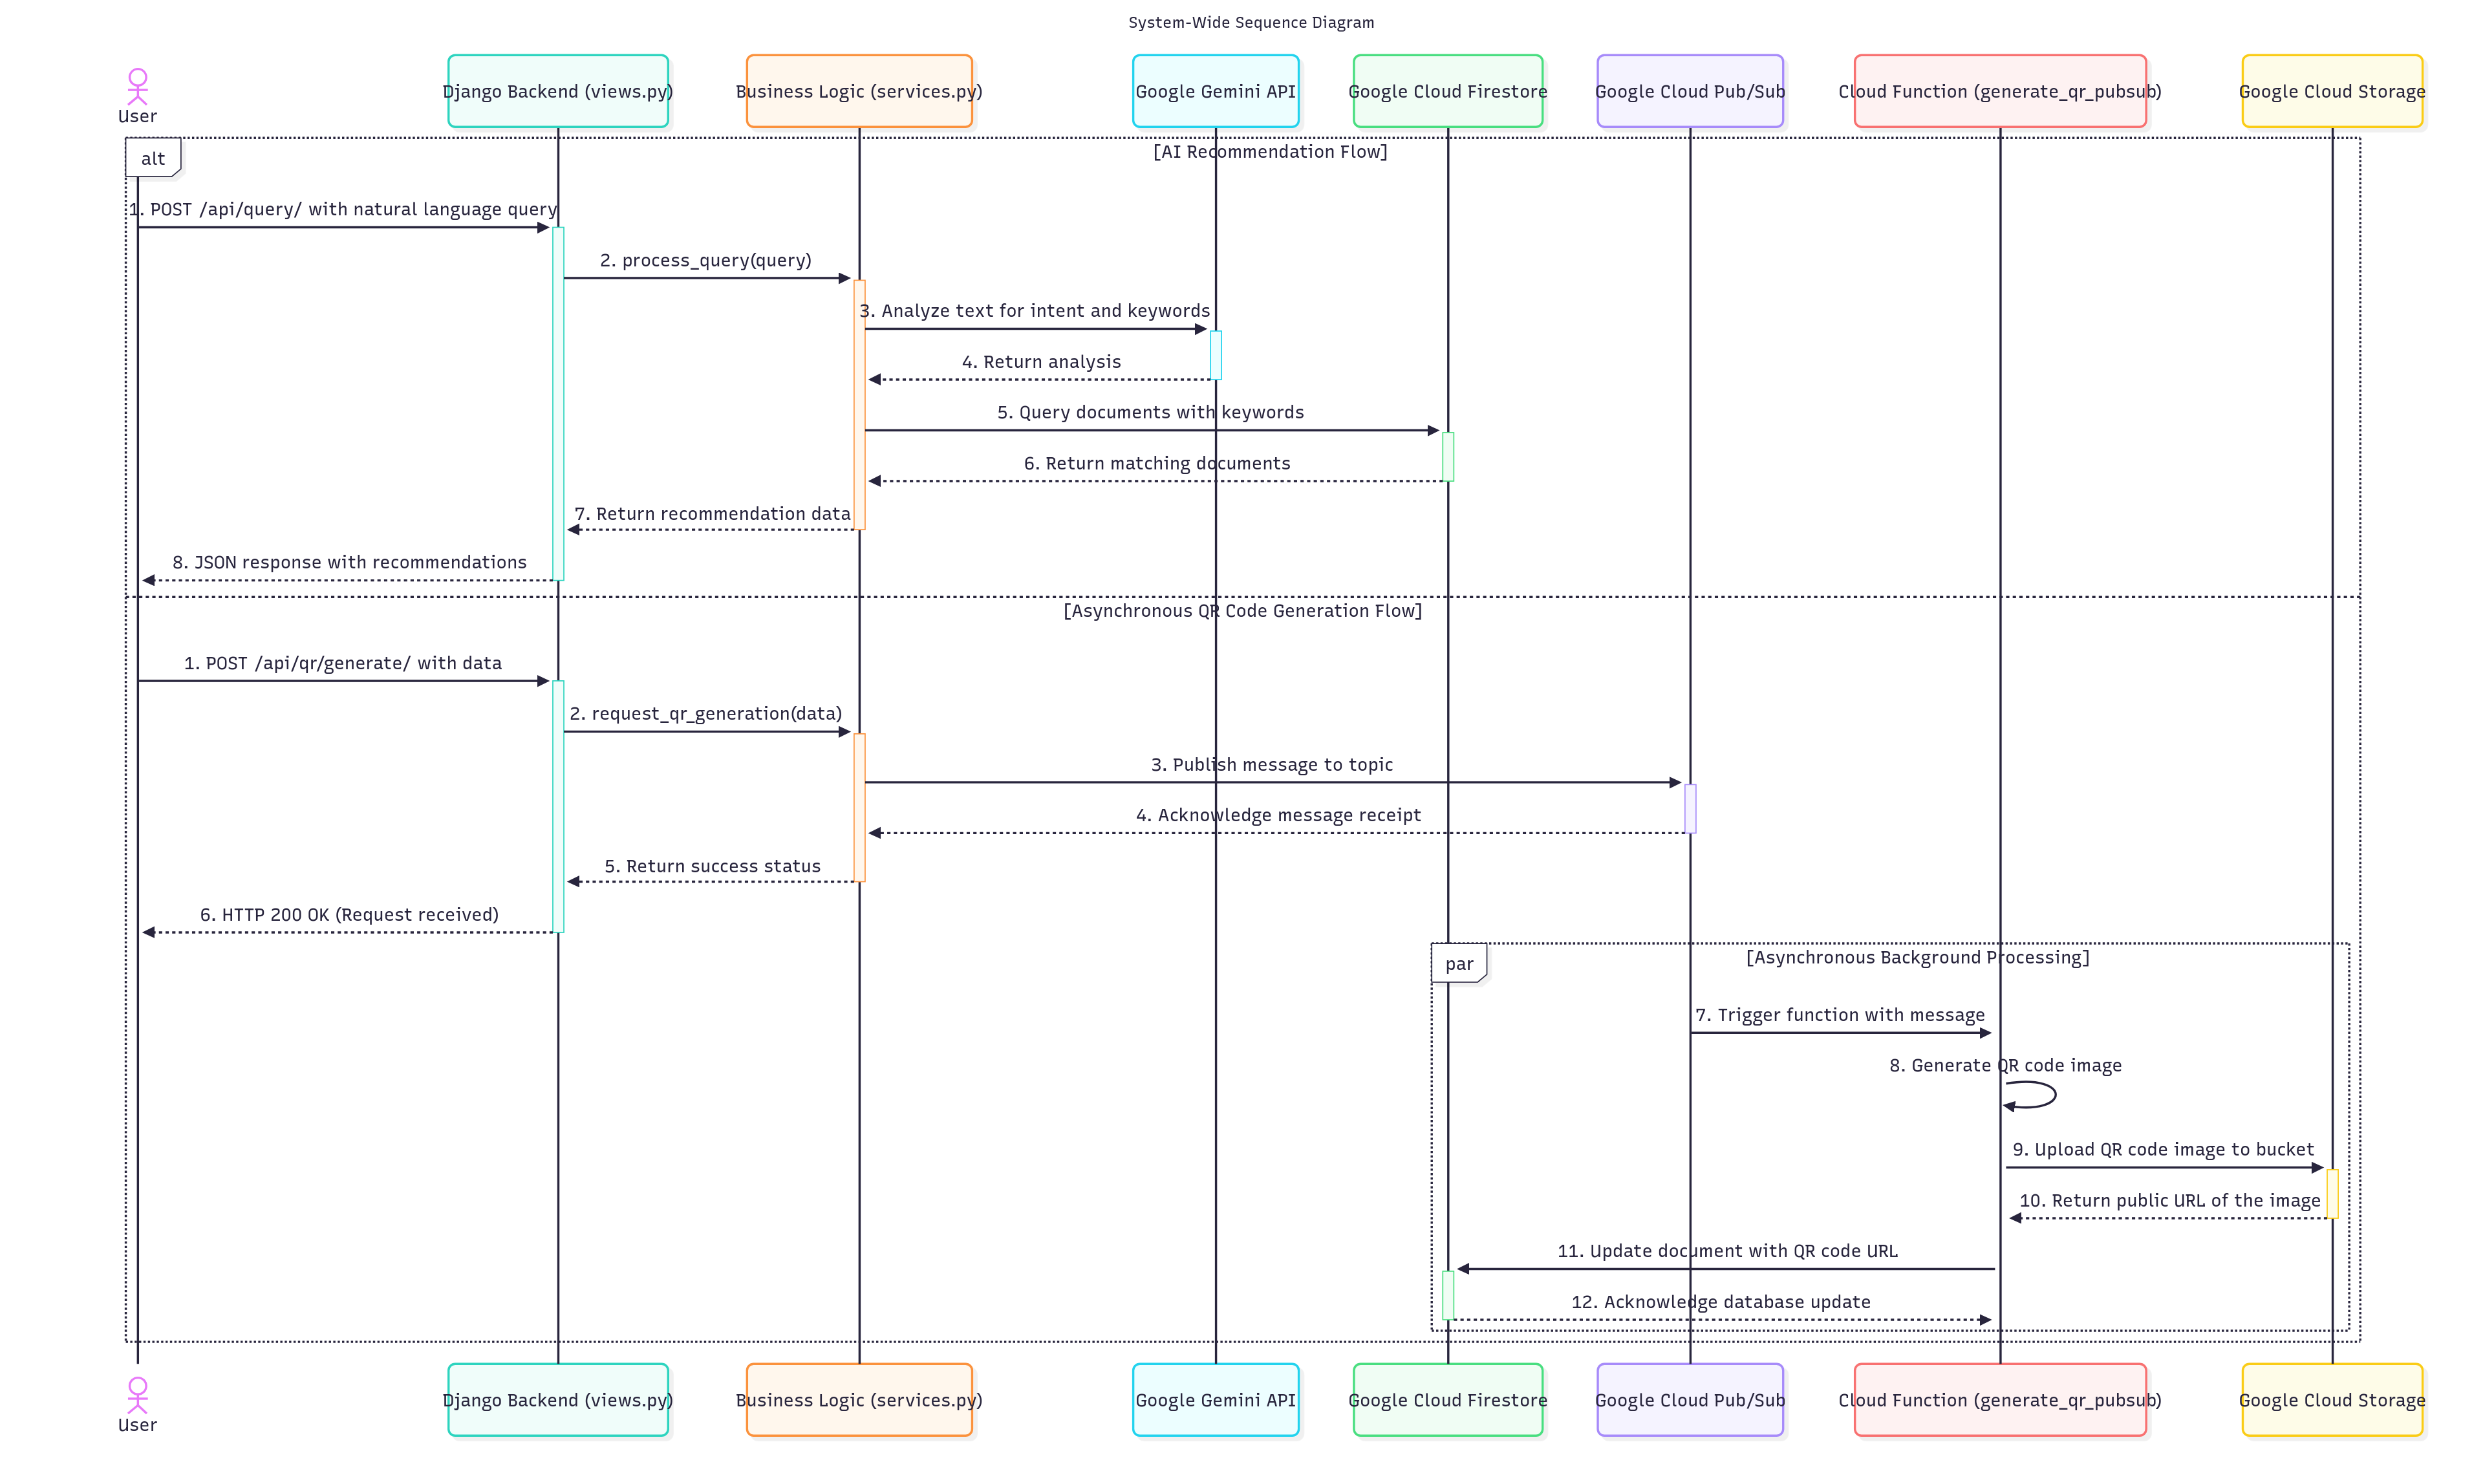 System-Wide Sequence Diagram
User
Django Backend (views.py)
Business Logic (services.py)
Google Gemini API
Google Cloud Firestore
Google Cloud Pub/Sub
Cloud Function (generate_qr_pubsub)
Google Cloud Storage
alt
[AI Recommendation Flow]
1. POST /api/query/ with natural language query
2. process_query(query)
3. Analyze text for intent and keywords
4. Return analysis
5. Query documents with keywords
6. Return matching documents
7. Return recommendation data
8. JSON response with recommendations
[Asynchronous QR Code Generation Flow]
1. POST /api/qr/generate/ with data
2. request_qr_generation(data)
3. Publish message to topic
4. Acknowledge message receipt
5. Return success status
6. HTTP 200 OK (Request received)
par
[Asynchronous Background Processing]
7. Trigger function with message
8. Generate QR code image
9. Upload QR code image to bucket
10. Return public URL of the image
11. Update document with QR code URL
12. Acknowledge database update
User
Django Backend (views.py)
Business Logic (services.py)
Google Gemini API
Google Cloud Firestore
Google Cloud Pub/Sub
Cloud Function (generate_qr_pubsub)
Google Cloud Storage